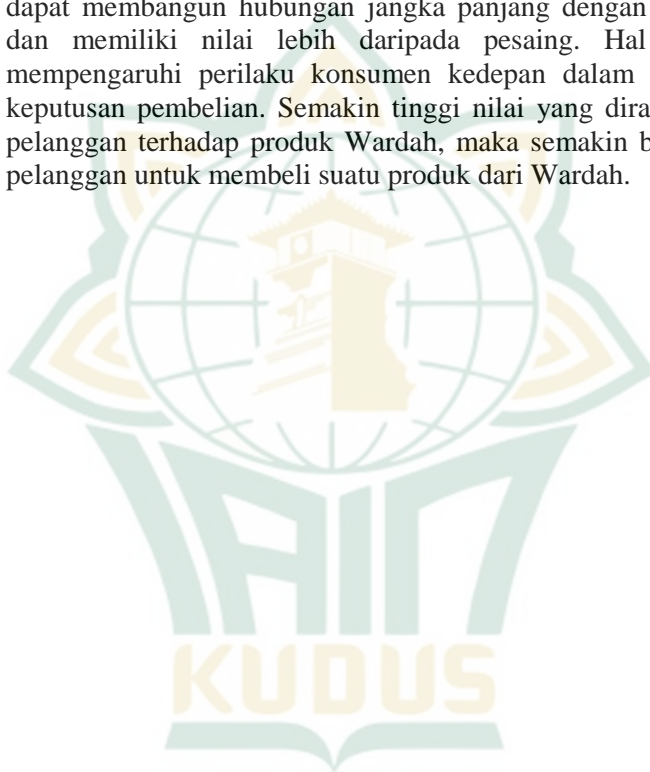 dapat membangun hubungan jangka panjang dengan
dan memiliki nilai lebih daripada pesaing. Hal
mempengaruhi perilaku konsumen kedepan dalam
keputusan pembelian. Semakin tinggi nilai yang dira
pelanggan terhadap produk Wardah, maka semakin b
pelanggan untuk membeli suatu produk dari Wardah.
IAIN
KUDUS